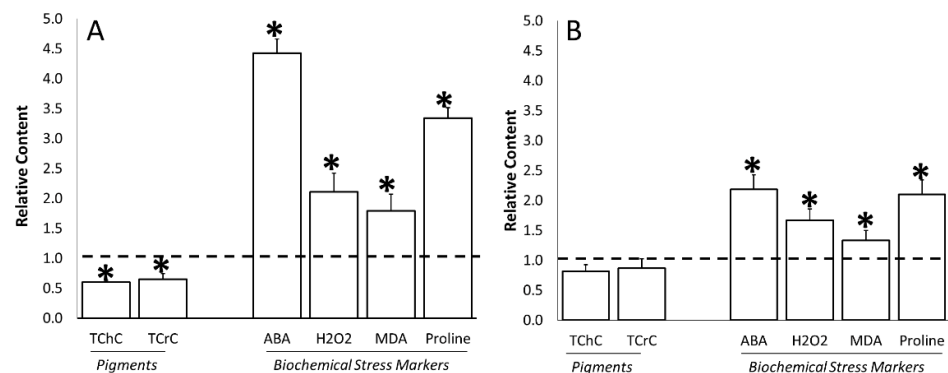 A
Relative Content
5.0
4.5
4.0
3.5
3.0
2.5
2.0
1.5
1.0
0.5
0.0
* * * * * *
TChC TCrC ABA H2O2 MDA Proline
Pigments Biochemical Stress Markers
B
Relative Content
5.0
4.5
4.0
3.5
3.0
2.5
2.0
1.5
1.0
0.5
0.0
* * * *
TChC TCrC ABA H2O2 MDA Proline
Pigments Biochemical Stress Markers